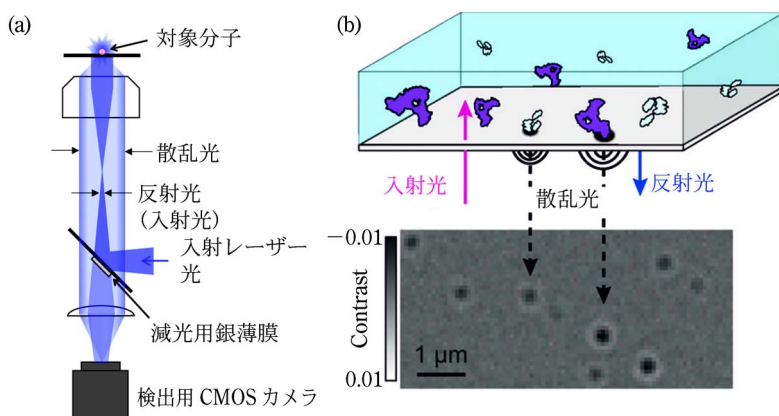 (a)
対象分子
散乱光
反射光
(入射光)
入射レーザー
光
減光用銀薄膜
検出用 CMOS カメラ
(b)
入射光
散乱光
反射光
−0.01
Contrast
0.01
1 μm